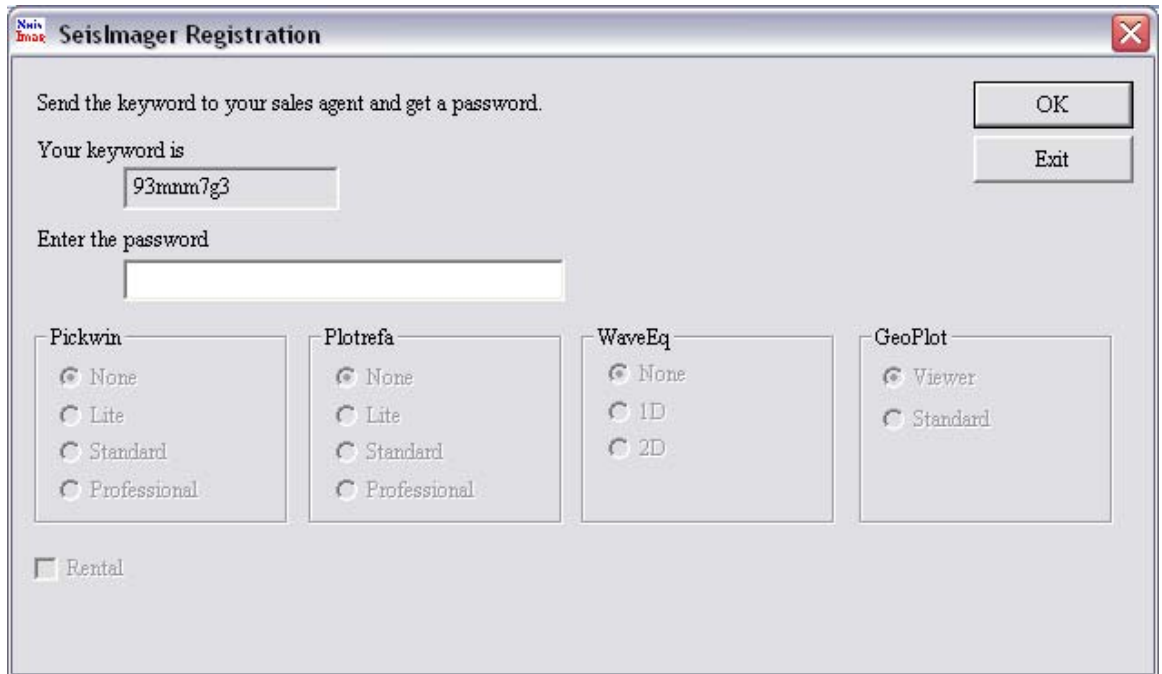 Nais
Imag
SeisImager Registration
Send the keyword to your sales agent and get a password.
OK
Your keyword is
Exit
93mnm7g3
Enter the password
Pickwin
None
Lite
Standard
Professional
Plotrefa
None
Lite
Standard
Professional
WaveEq
None
1D
2D
GeoPlot
Viewer
Standard
Rental